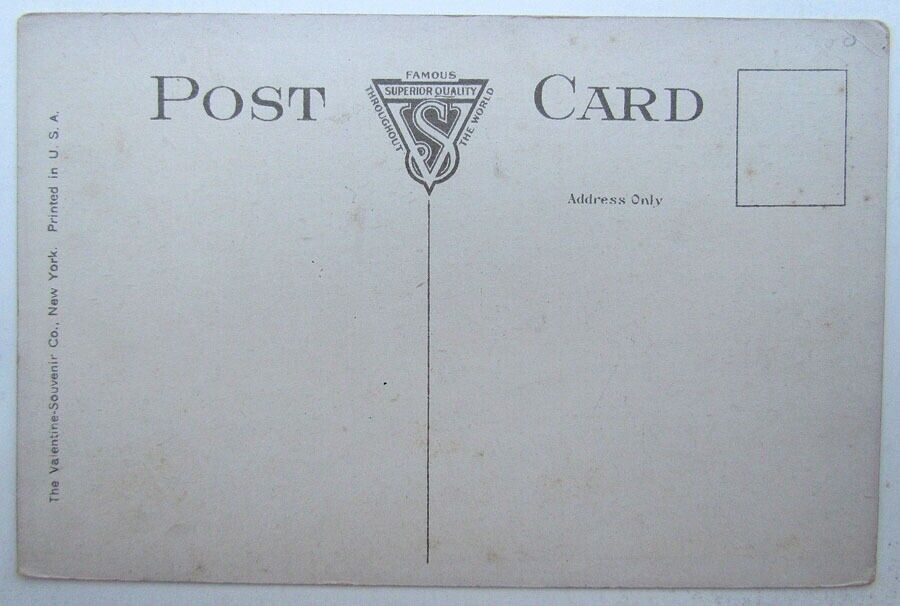 POST CARD
FAMOUS
SUPERIOR QUALITY
THROUGHOUT
THE WORLD
VS
Address Only
The Valentine-Souvenir Co., New York. Printed in U. S. A.